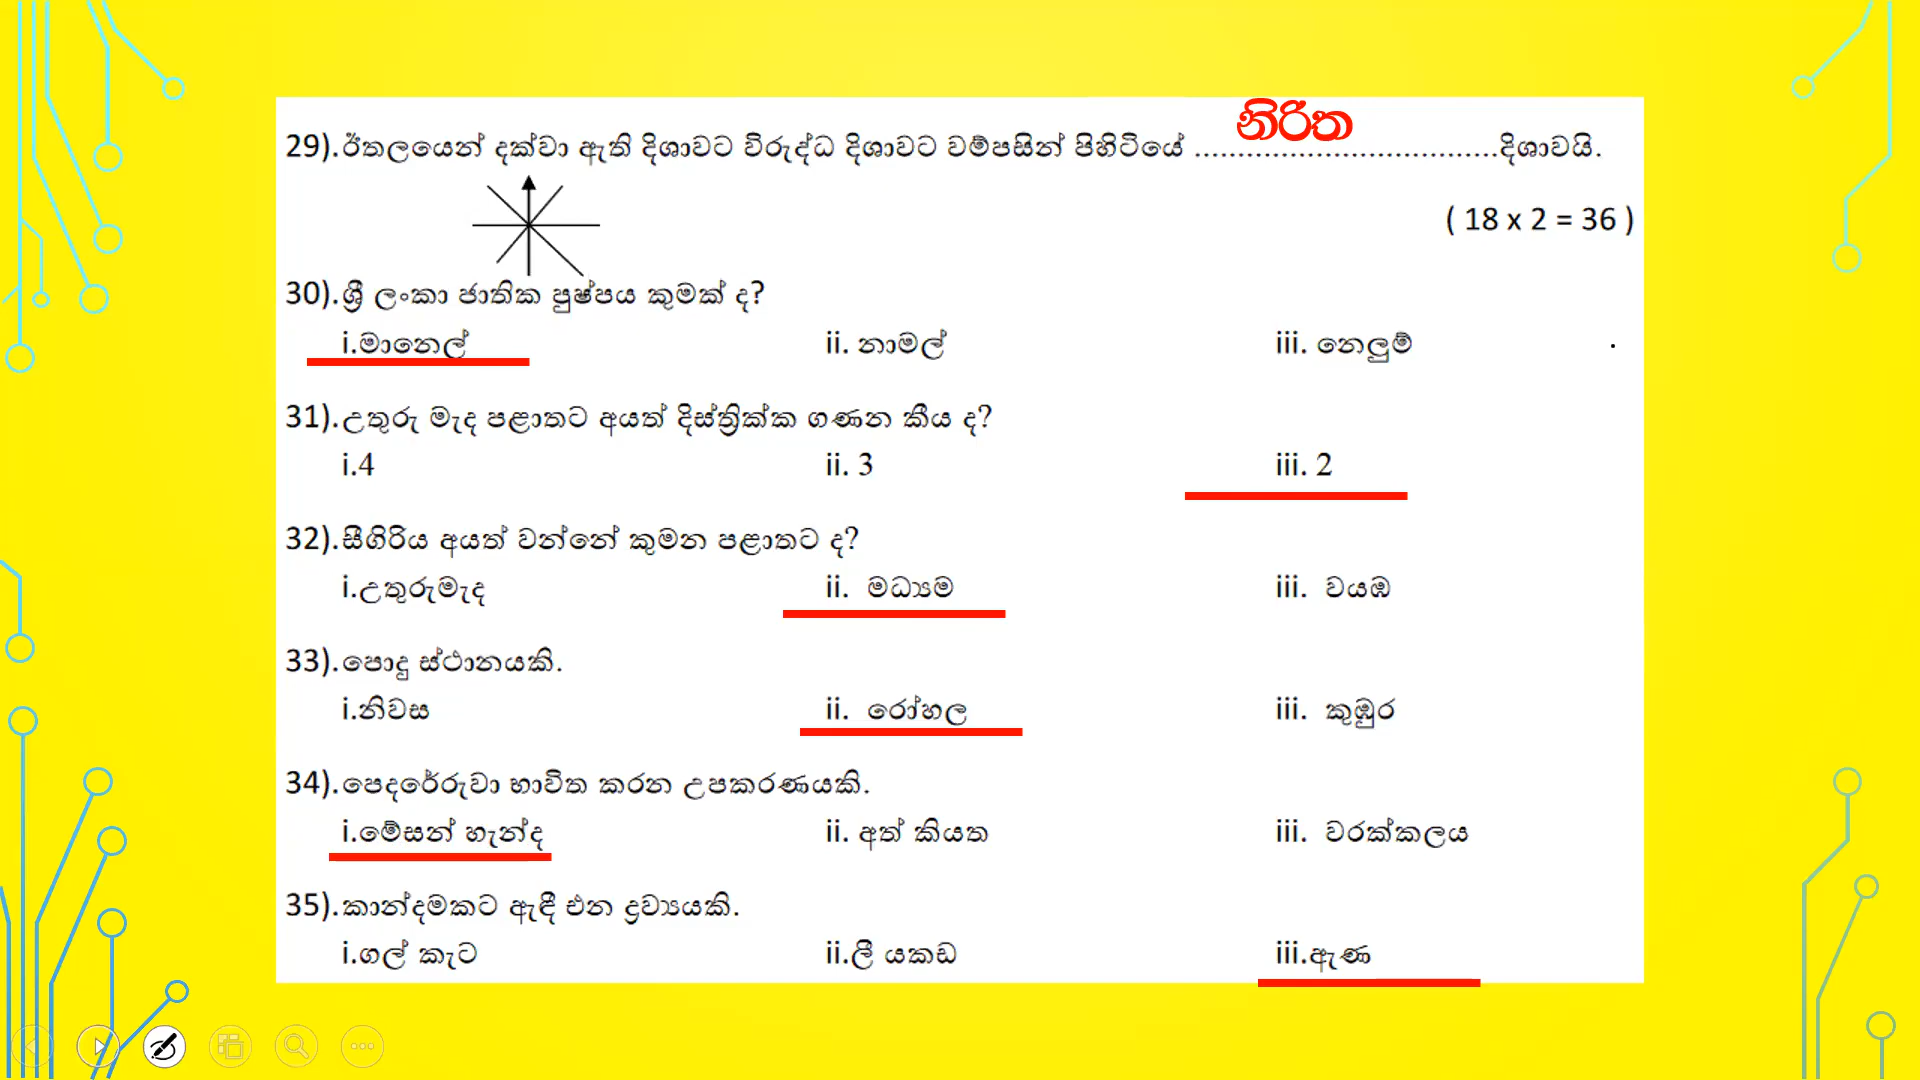 නිරිත
29).ඊතලයෙන් දක්වා ඇති දිශාවට විරුද්ධ දිශාවට වම්පසින් පිහිටියේ ...................................දිශාවයි.
( 18 x 2 = 36 )
30).ශ්‍රී ලංකා ජාතික පුෂ්පය කුමක් ද?
i.මානෙල් ii. නාමල් iii. නෙලුම්
31).උතුරු මැද පළාතට අයත් දිස්ත්‍රික්ක ගණන කීය ද?
i.4 ii. 3 iii. 2
32).සීගිරිය අයත් වන්නේ කුමන පළාතට ද?
i.උතුරුමැද ii. මධ්‍යම iii. වයඹ
33).පොදු ස්ථානයකි.
i.නිවස ii. රෝහල iii. කුඹුර
34).පෙදරේරුවා භාවිත කරන උපකරණයකි.
i.මේසන් හැන්ද ii. අත් කියත iii. වරක්කලය
35).කාන්දමකට ඇඳී එන ද්‍රව්‍යයකි.
i.ගල් කැට ii.ලී යකඩ iii.ඇණ